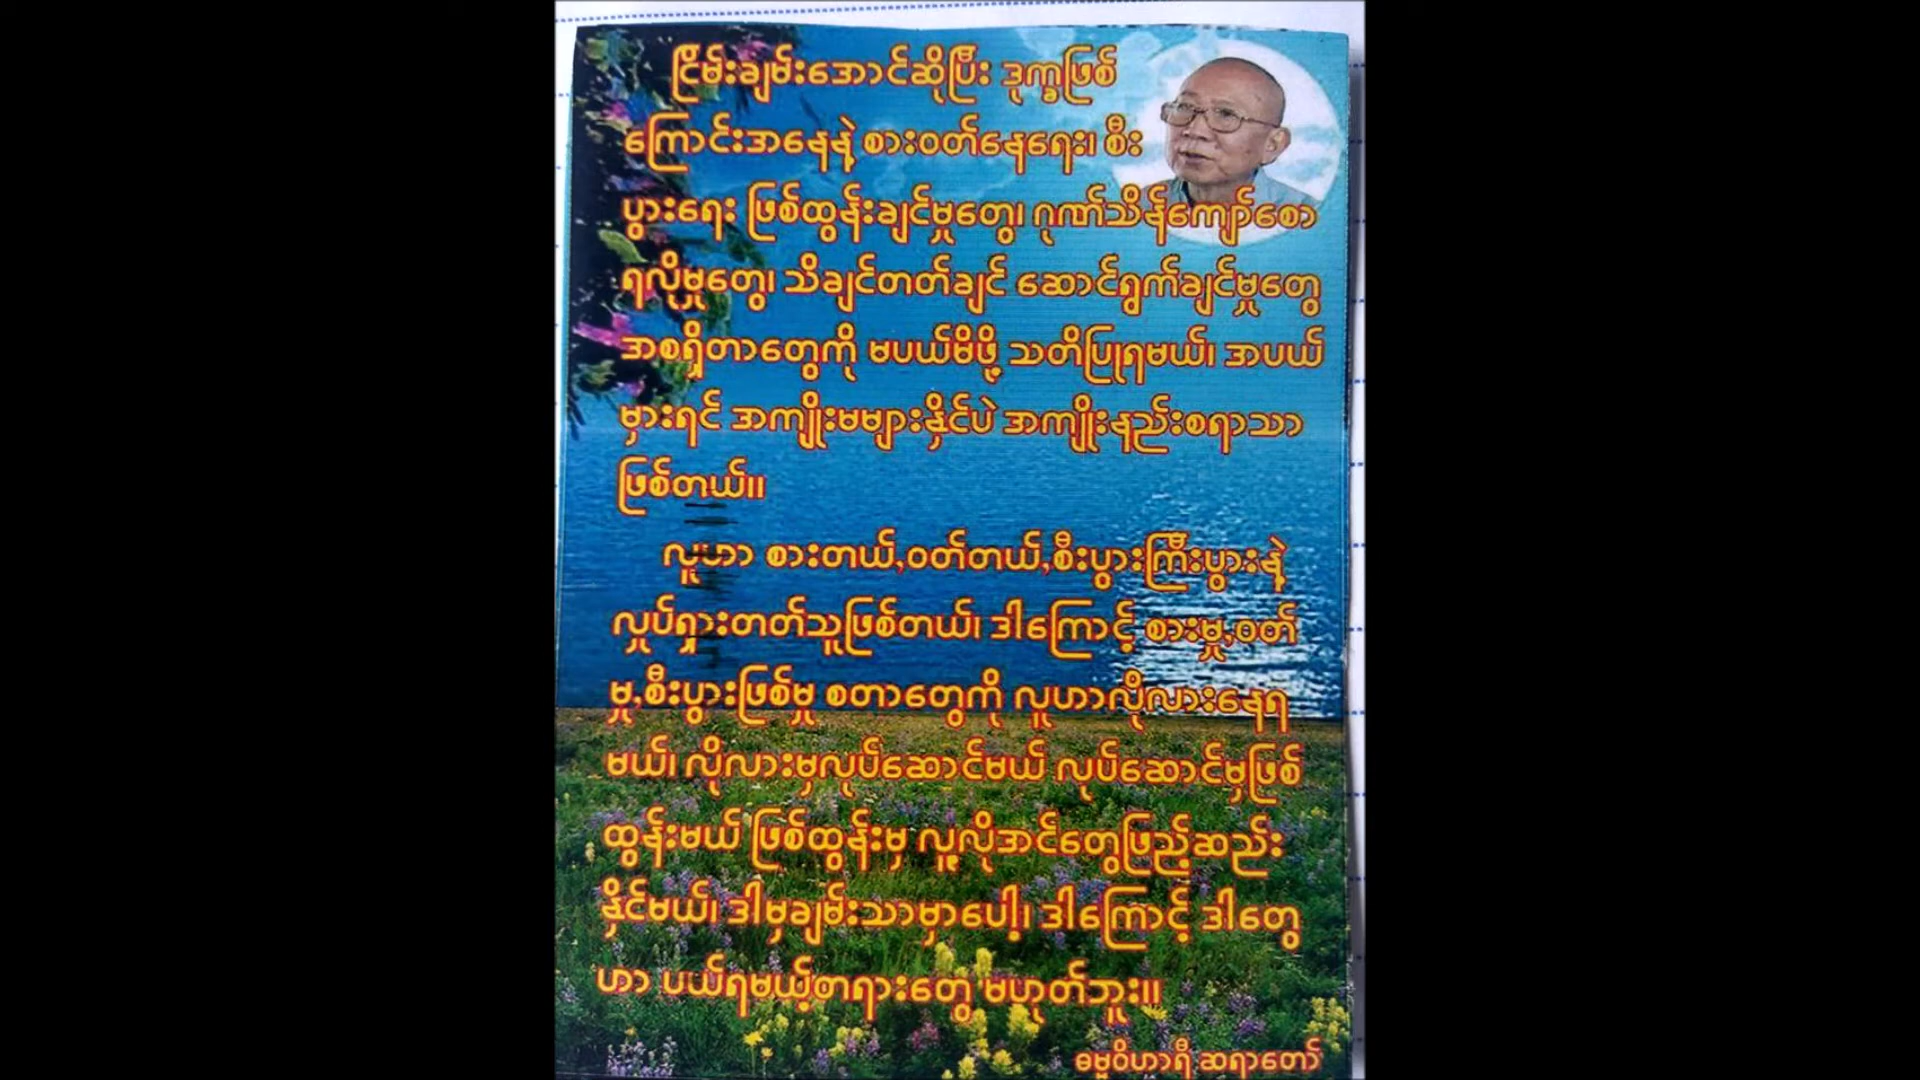 ငြိမ်းချမ်းအောင်ဆိုပြီး ဒုက္ခဖြစ်
ကြောင်းအနေနဲ့ စားဝတ်နေရေး၊ စီး
ပွားရေး ဖြစ်ထွန်းချင်မှုတွေ၊ ဂုဏ်သိန်ကျော်စော
ရလိုမှုတွေ၊ သိချင်တတ်ချင် ဆောင်ရွက်ချင်မှုတွေ
အစရှိတာတွေကို မပယ်မိဖို့ သတိပြုရမယ်၊ အပယ်
မှားရင် အကျိုးမများနိုင်ပဲ အကျိုးနည်းစရာသာ
ဖြစ်တယ်။
လူဟာ စားတယ်,ဝတ်တယ်,စီးပွားကြီးပွားနဲ့
လှုပ်ရှားတတ်သူဖြစ်တယ်၊ ဒါကြောင့် စားမှု,ဝတ်
မှု,စီးပွားဖြစ်မှု စတာတွေကို လူဟာလိုလားနေရ
မယ်၊ လိုလားမှလုပ်ဆောင်မယ် လုပ်ဆောင်မှဖြစ်
ထွန်းမယ် ဖြစ်ထွန်းမှ လူ့လိုအင်တွေဖြည့်ဆည်း
နိုင်မယ်၊ ဒါမှချမ်းသာမှာပေါ့၊ ဒါကြောင့် ဒါတွေ
ဟာ ပယ်ရမယ့်တရားတွေ မဟုတ်ဘူး။
ဓမ္မဝိဟာရီ ဆရာတော်